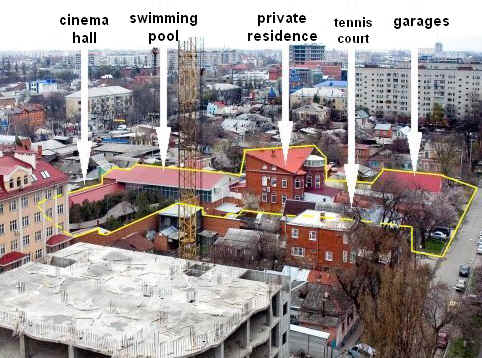 cinema
hall
swimming
pool
private
residence
tennis
court
garages